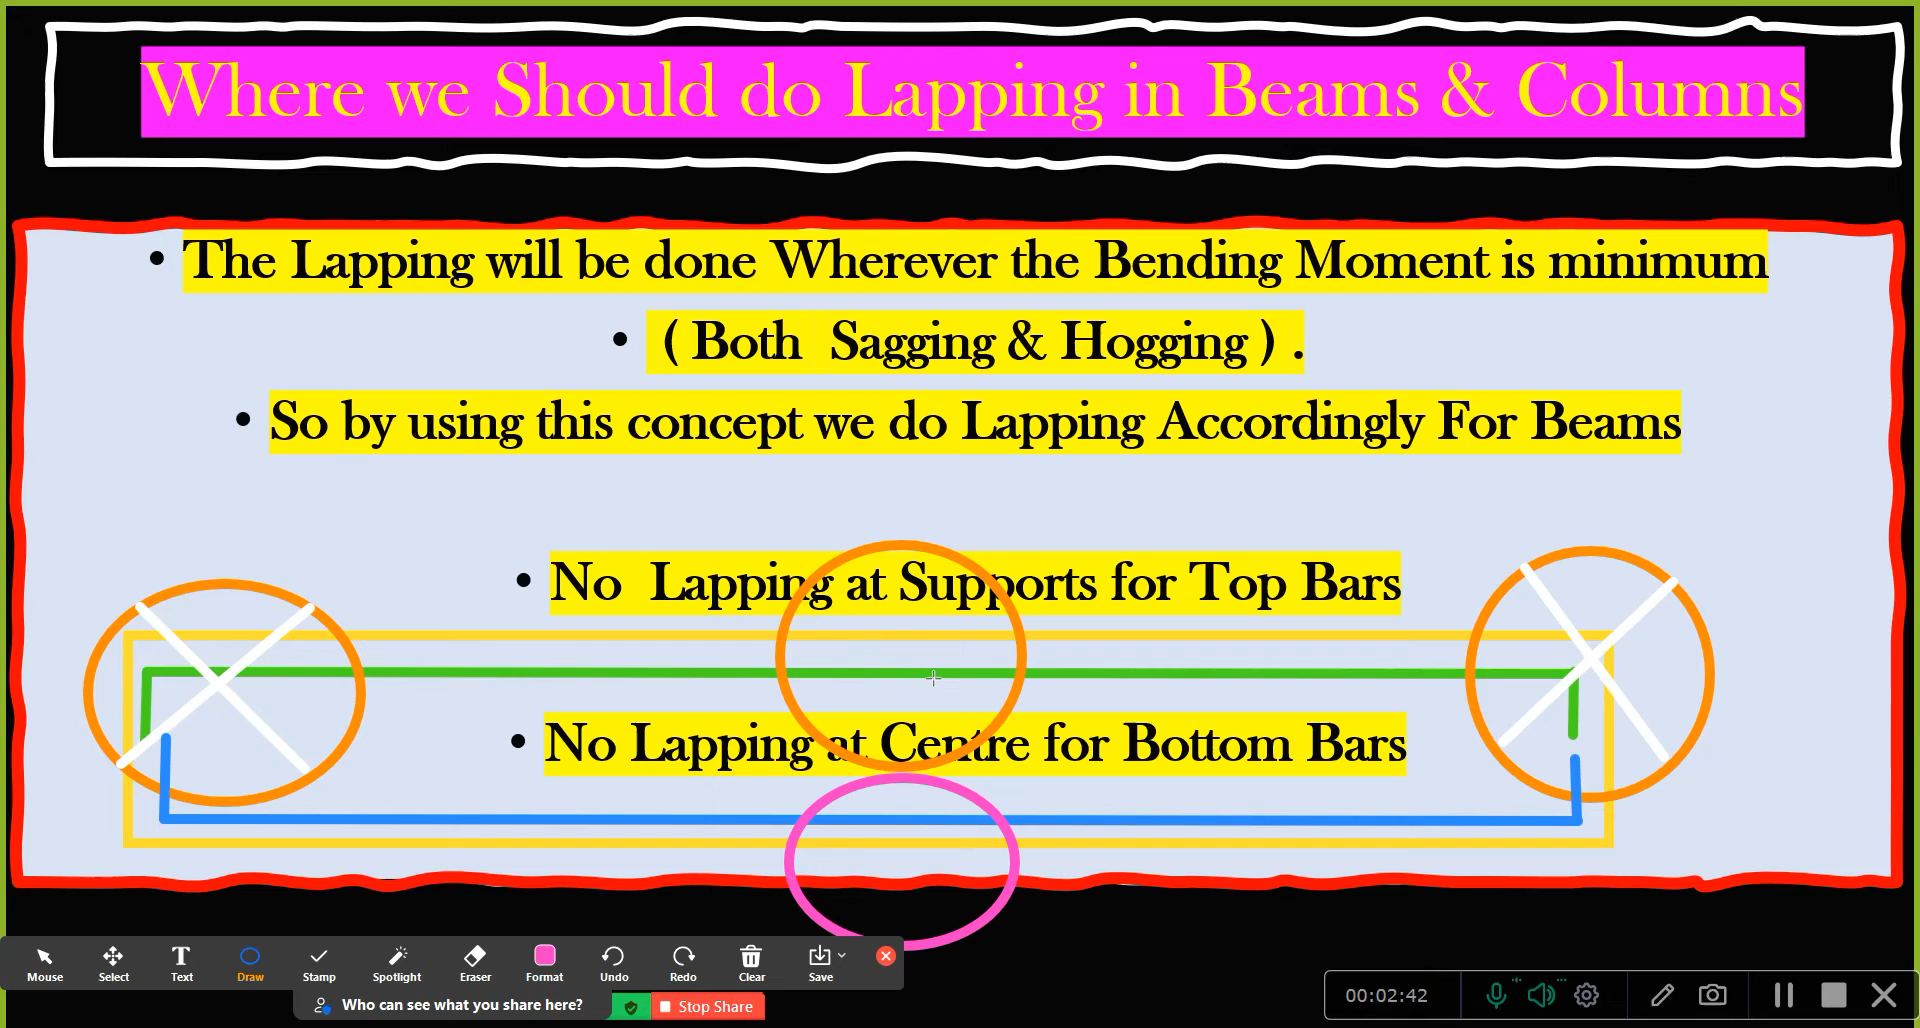 Where we Should do Lapping in Beams & Columns
• The Lapping will be done Wherever the Bending Moment is minimum
• ( Both Sagging & Hogging ) .
• So by using this concept we do Lapping Accordingly For Beams
• No Lapping at Supports for Top Bars
• No Lapping at Centre for Bottom Bars
Mouse Select Text Draw Stamp Spotlight Eraser Format Undo Redo Clear Save
Who can see what you share here? Stop Share
00:02:42